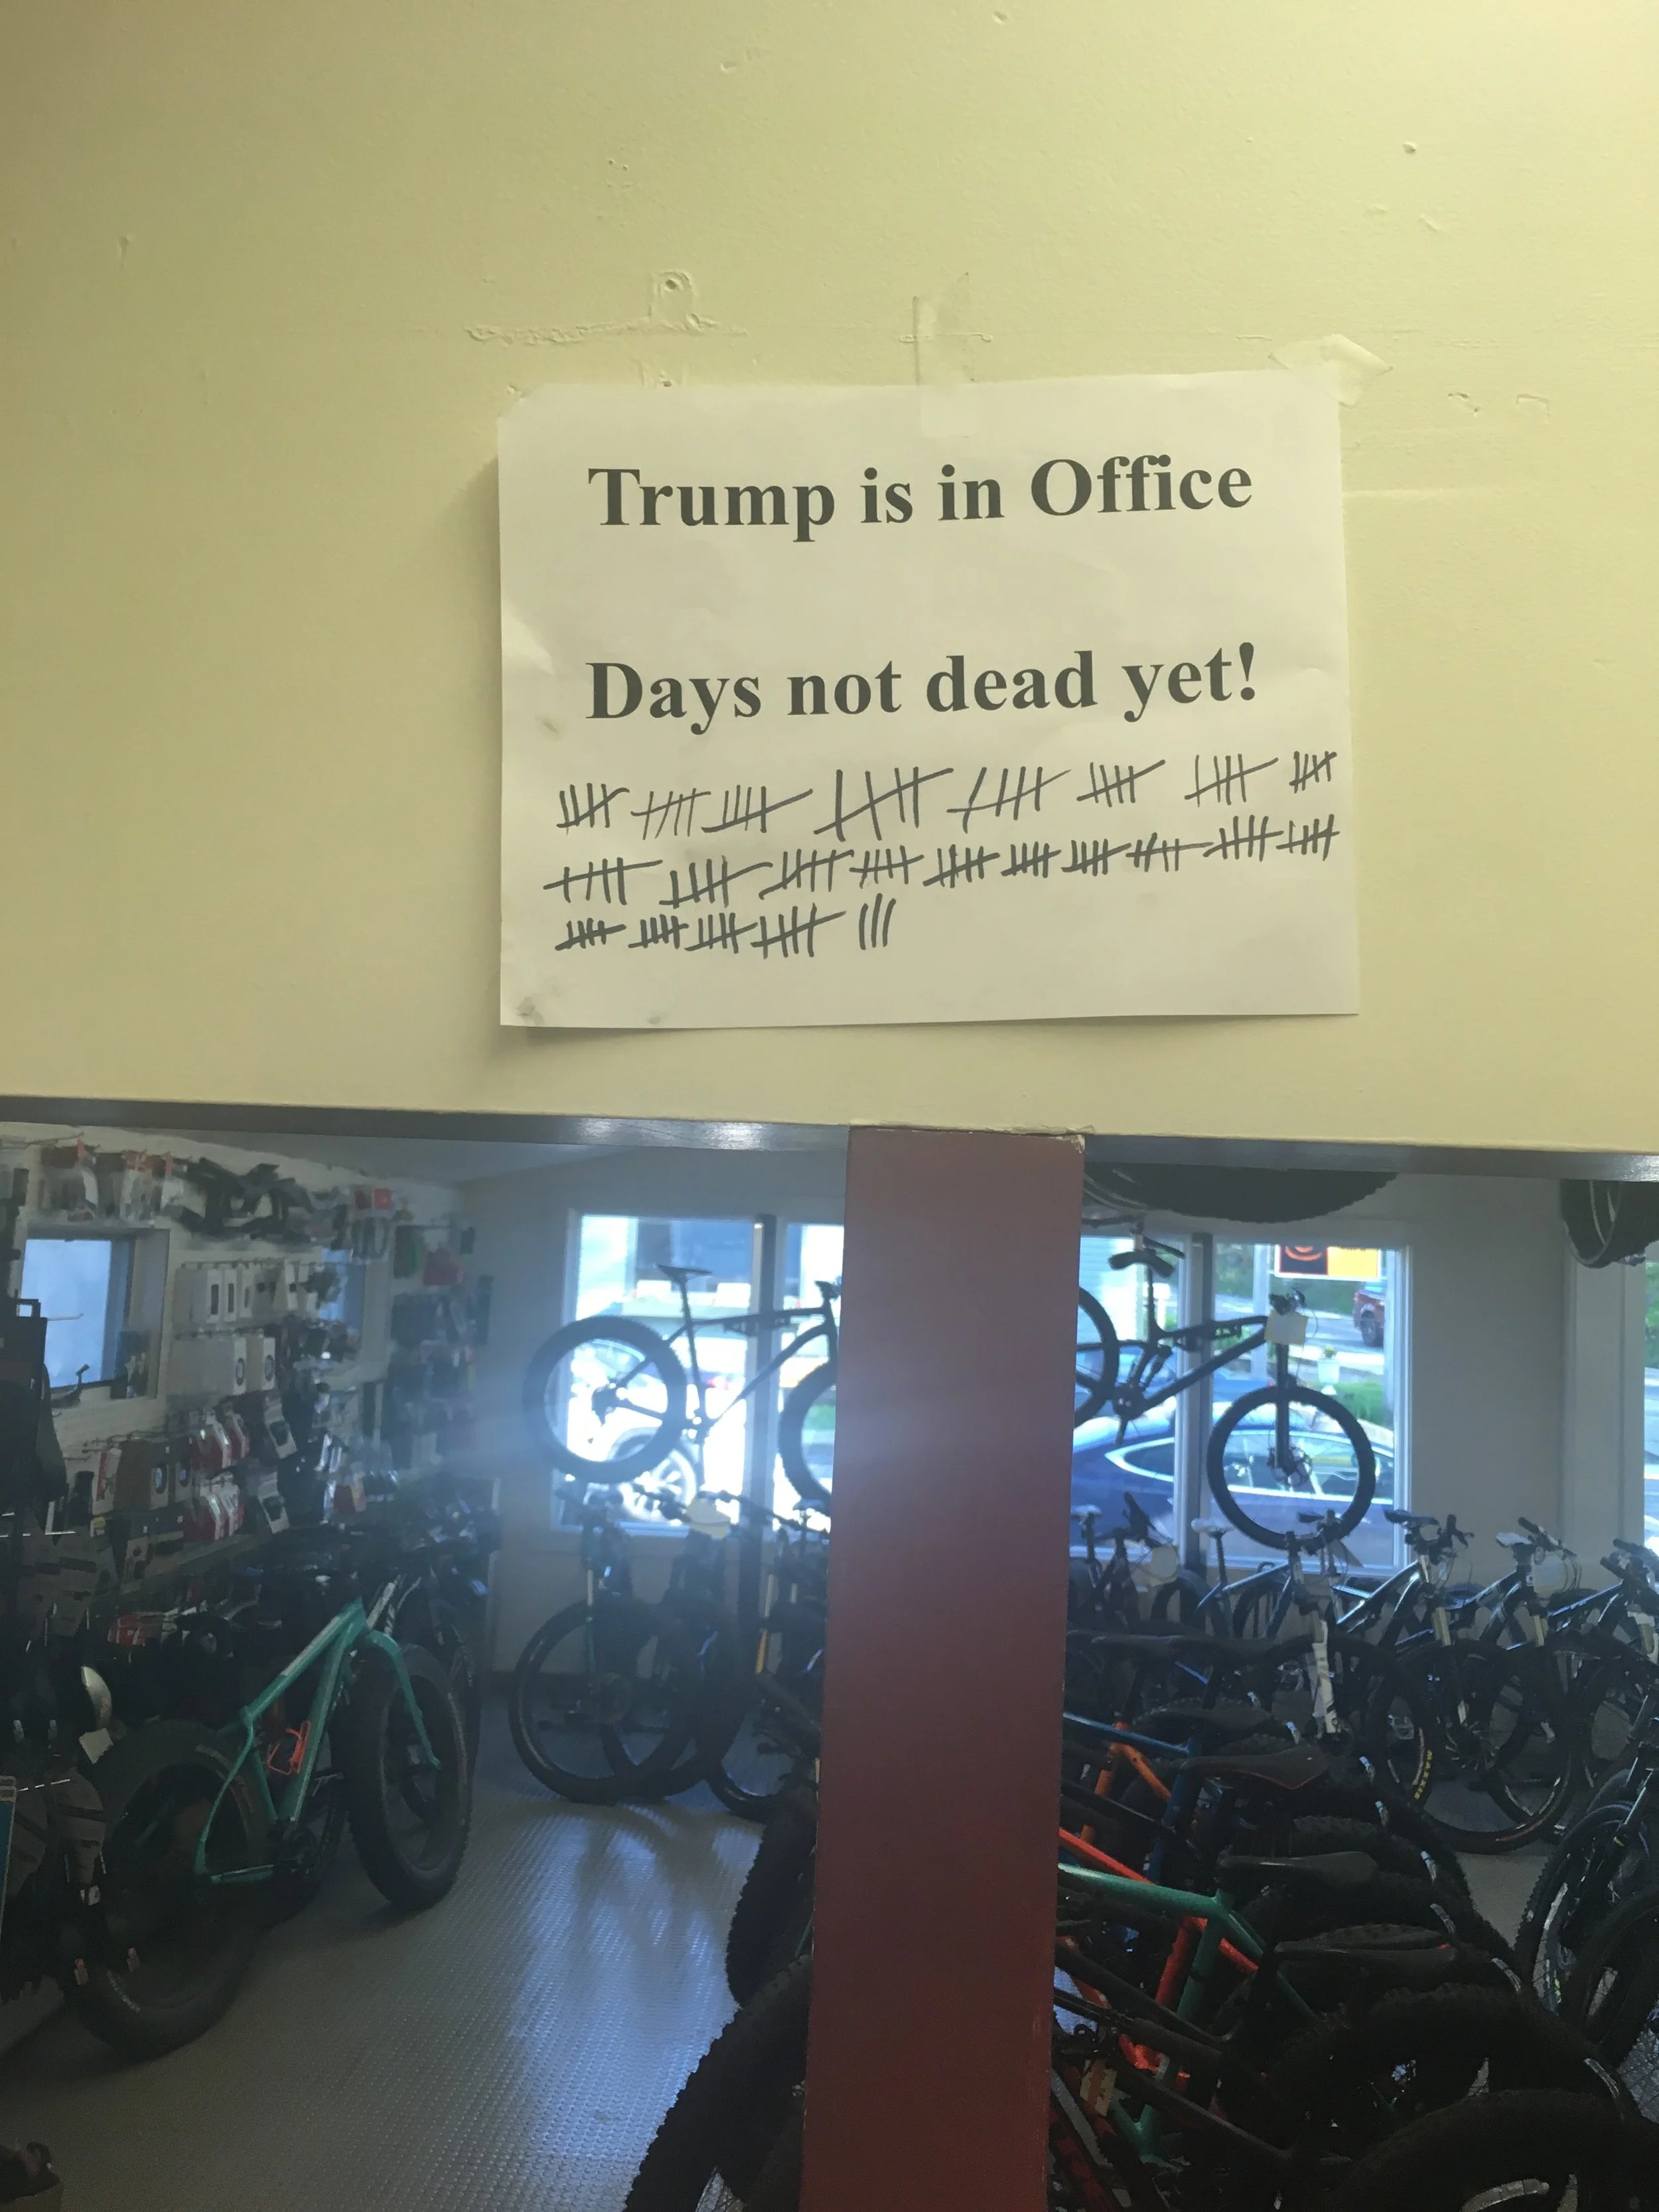 Trump is in Office
Days not dead yet!